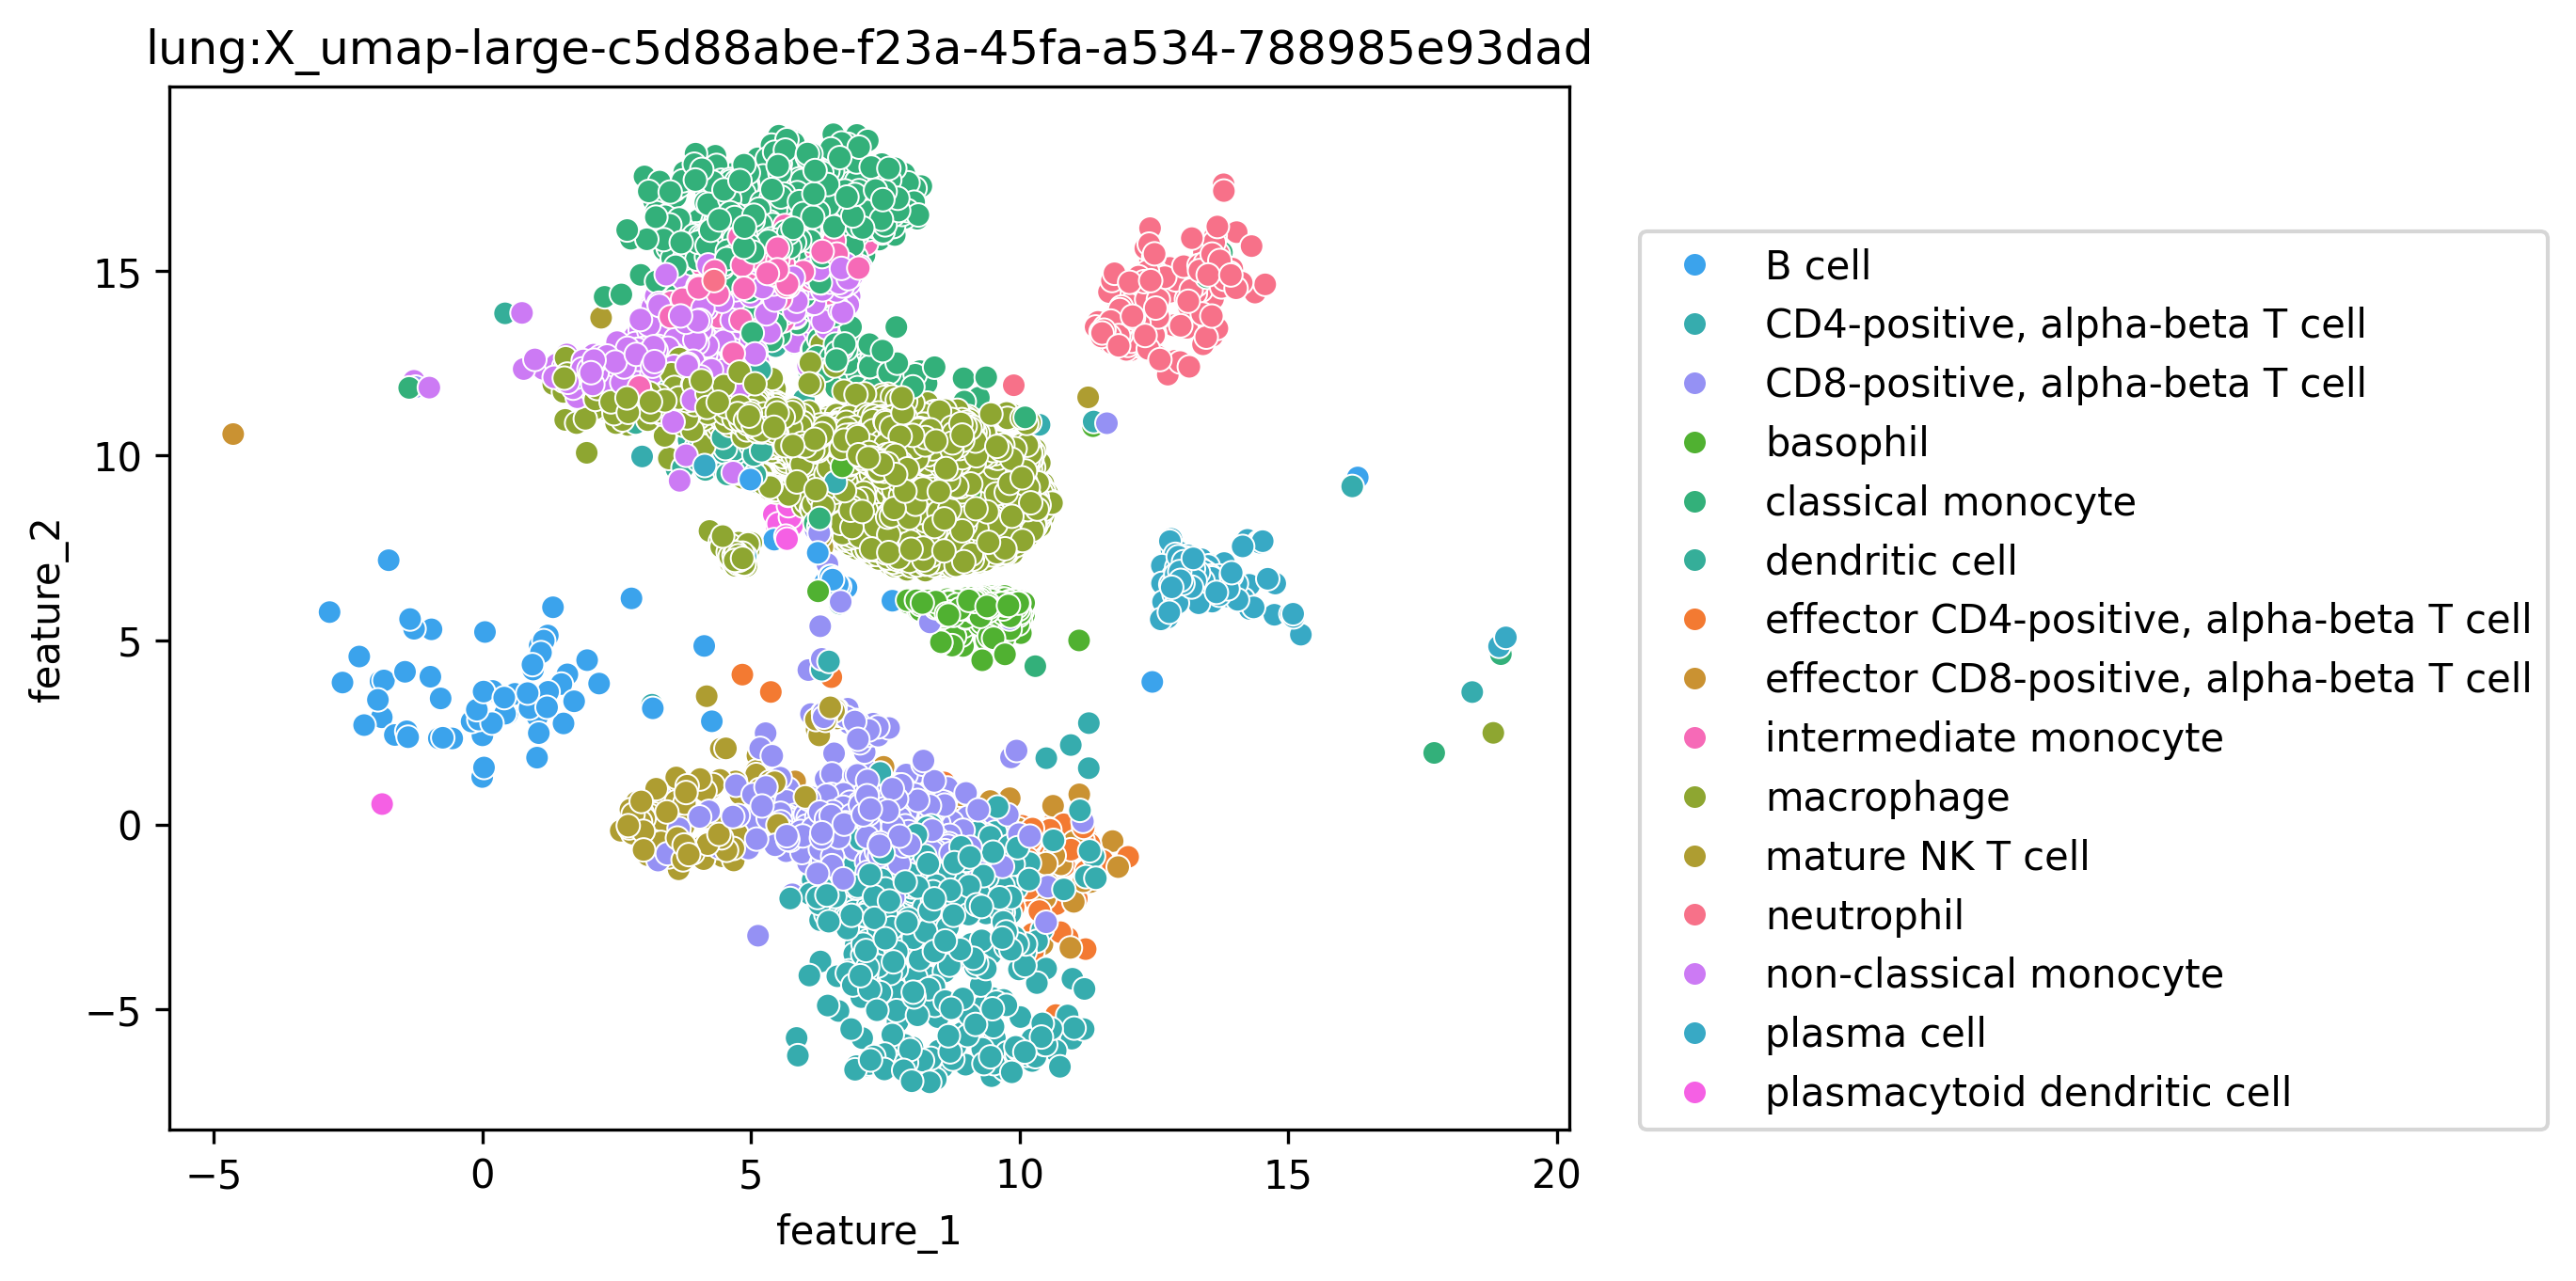 lung:X_umap-large-c5d88abe-f23a-45fa-a534-788985e93dad
feature_2
15
10
5
0
−5
−5
0
5
10
15
20
feature_1
B cell
CD4-positive, alpha-beta T cell
CD8-positive, alpha-beta T cell
basophil
classical monocyte
dendritic cell
effector CD4-positive, alpha-beta T cell
effector CD8-positive, alpha-beta T cell
intermediate monocyte
macrophage
mature NK T cell
neutrophil
non-classical monocyte
plasma cell
plasmacytoid dendritic cell